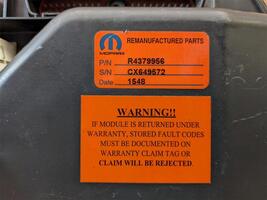 REMANUFACTURED PARTS
MOPAR
P/N R4379956
S/N CX649572
Date 1548
WARNING!!
IF MODULE IS RETURNED UNDER
WARRANTY, STORED FAULT CODES
MUST BE DOCUMENTED ON
WARRANTY CLAIM TAG OR
CLAIM WILL BE REJECTED.